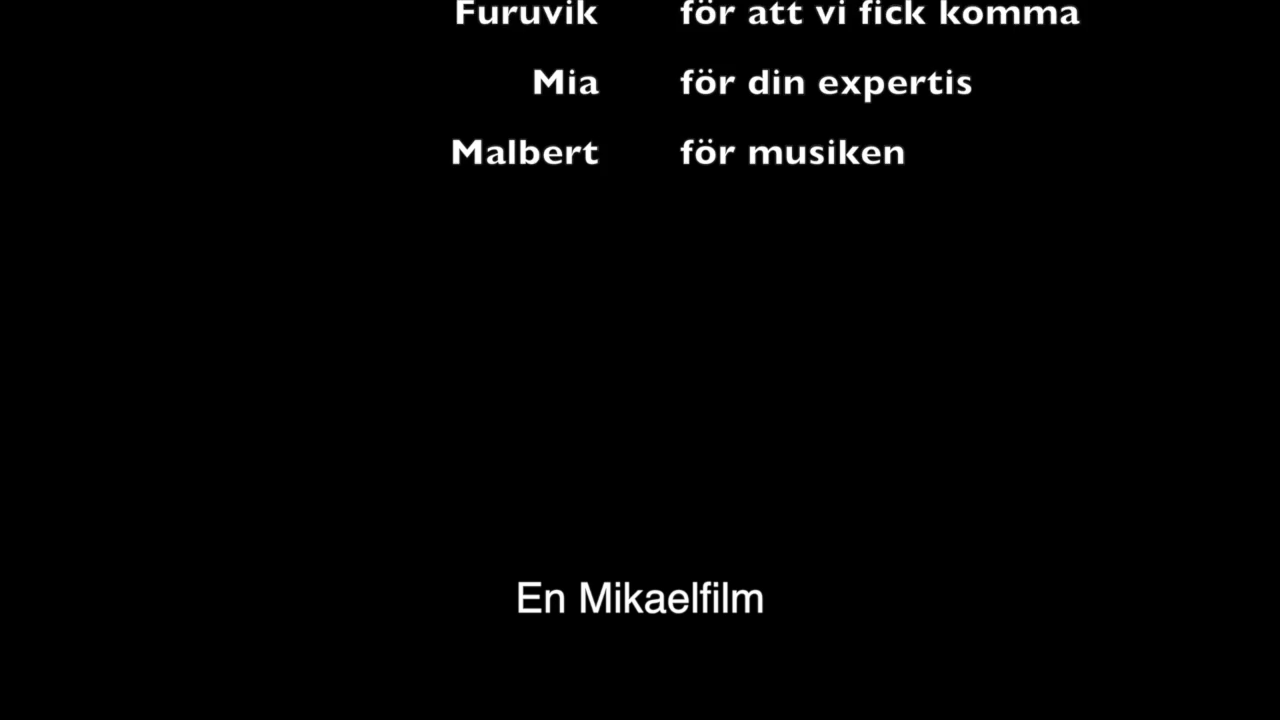 Furuvik för att vi fick komma
Mia för din expertis
Malbert för musiken
En Mikaelfilm